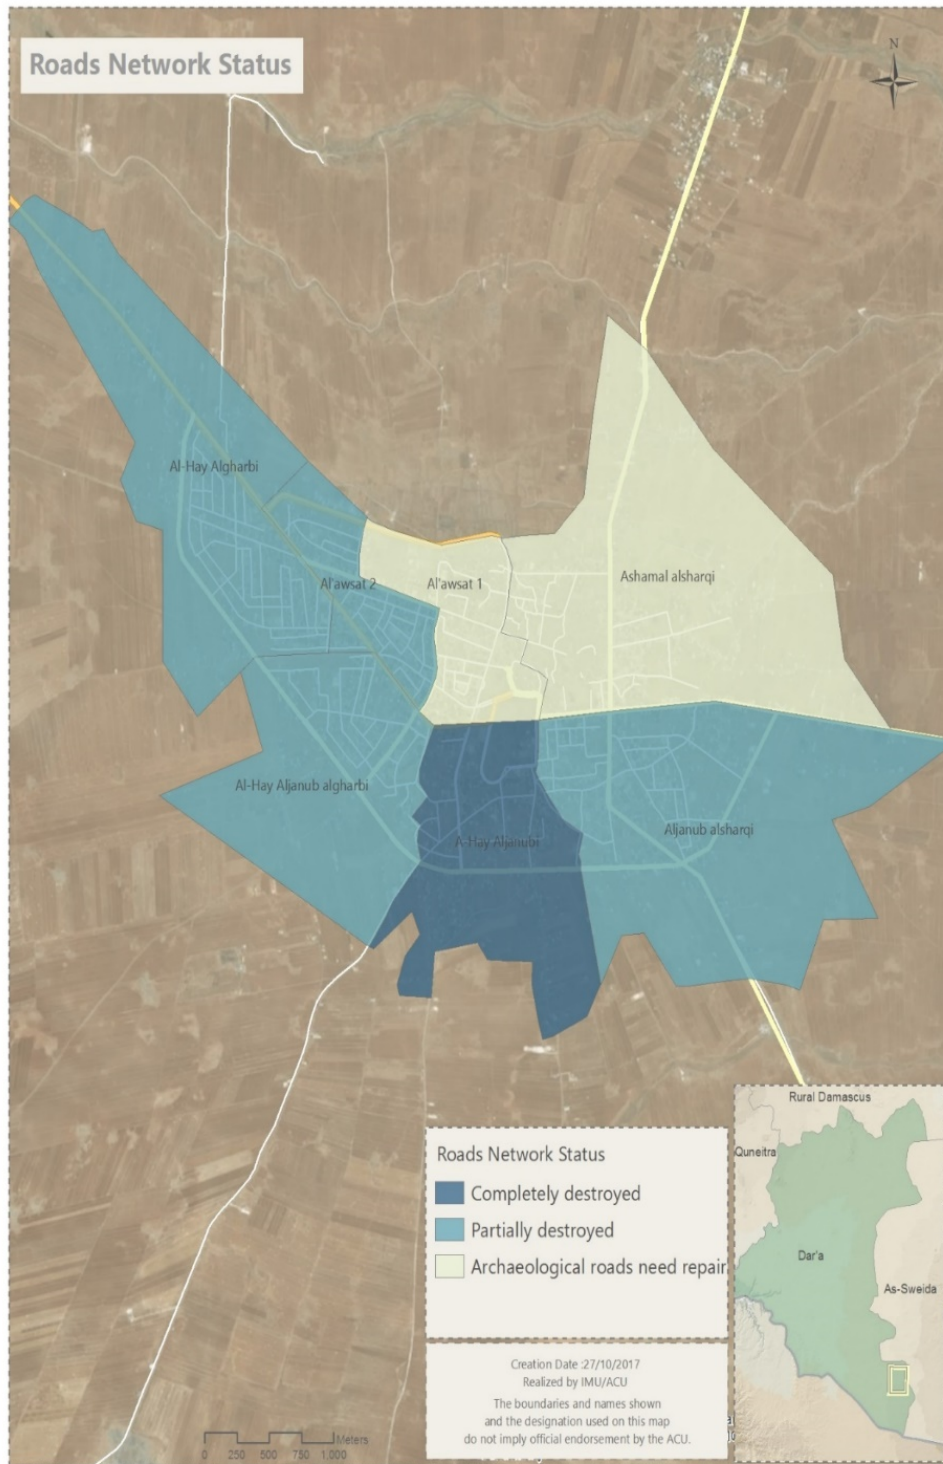 Roads Network Status
N
Al-Hay Algharbi
Al'awsat 2
Al'awsat 1
Ashamal alsharqi
Al-Hay Aljanub algharbi
A-Hay Aljanubi
Aljanub alsharqi
Roads Network Status
Completely destroyed
Partially destroyed
Archaeological roads need repair
Creation Date :27/10/2017
Realized by IMU/ACU
The boundaries and names shown
and the designation used on this map
do not imply official endorsement by the ACU.
Meters
0 250 500 750 1,000
Rural Damascus
Quneitra
Dar'a
As-Sweida